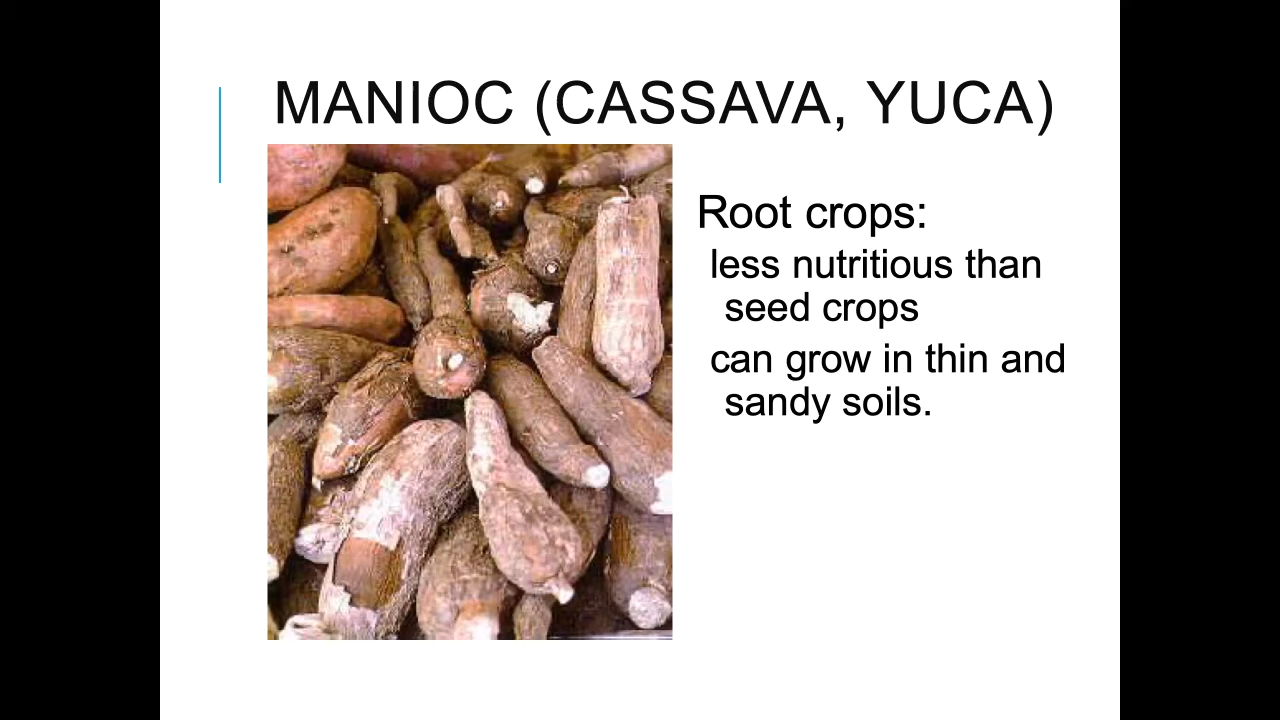 MANIOC (CASSAVA, YUCA)
Root crops:
less nutritious than
seed crops
can grow in thin and
sandy soils.